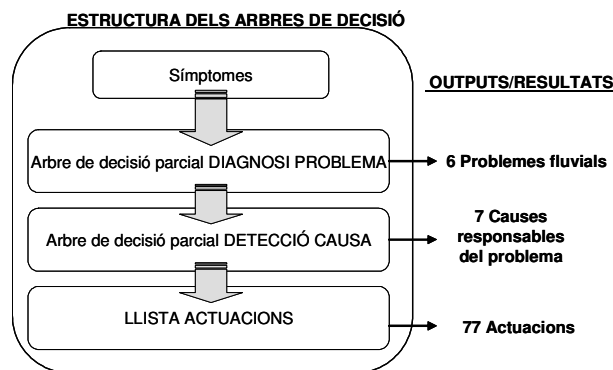 ESTRUCTURA DELS ARBRES DE DECISIÓ
Símptomes
OUTPUTS/RESULTATS
Arbre de decisió parcial DIAGNOSI PROBLEMA
6 Problemes fluvials
Arbre de decisió parcial DETECCIÓ CAUSA
7 Causes
responsables
del problema
LLISTA ACTUACIONS
77 Actuacions